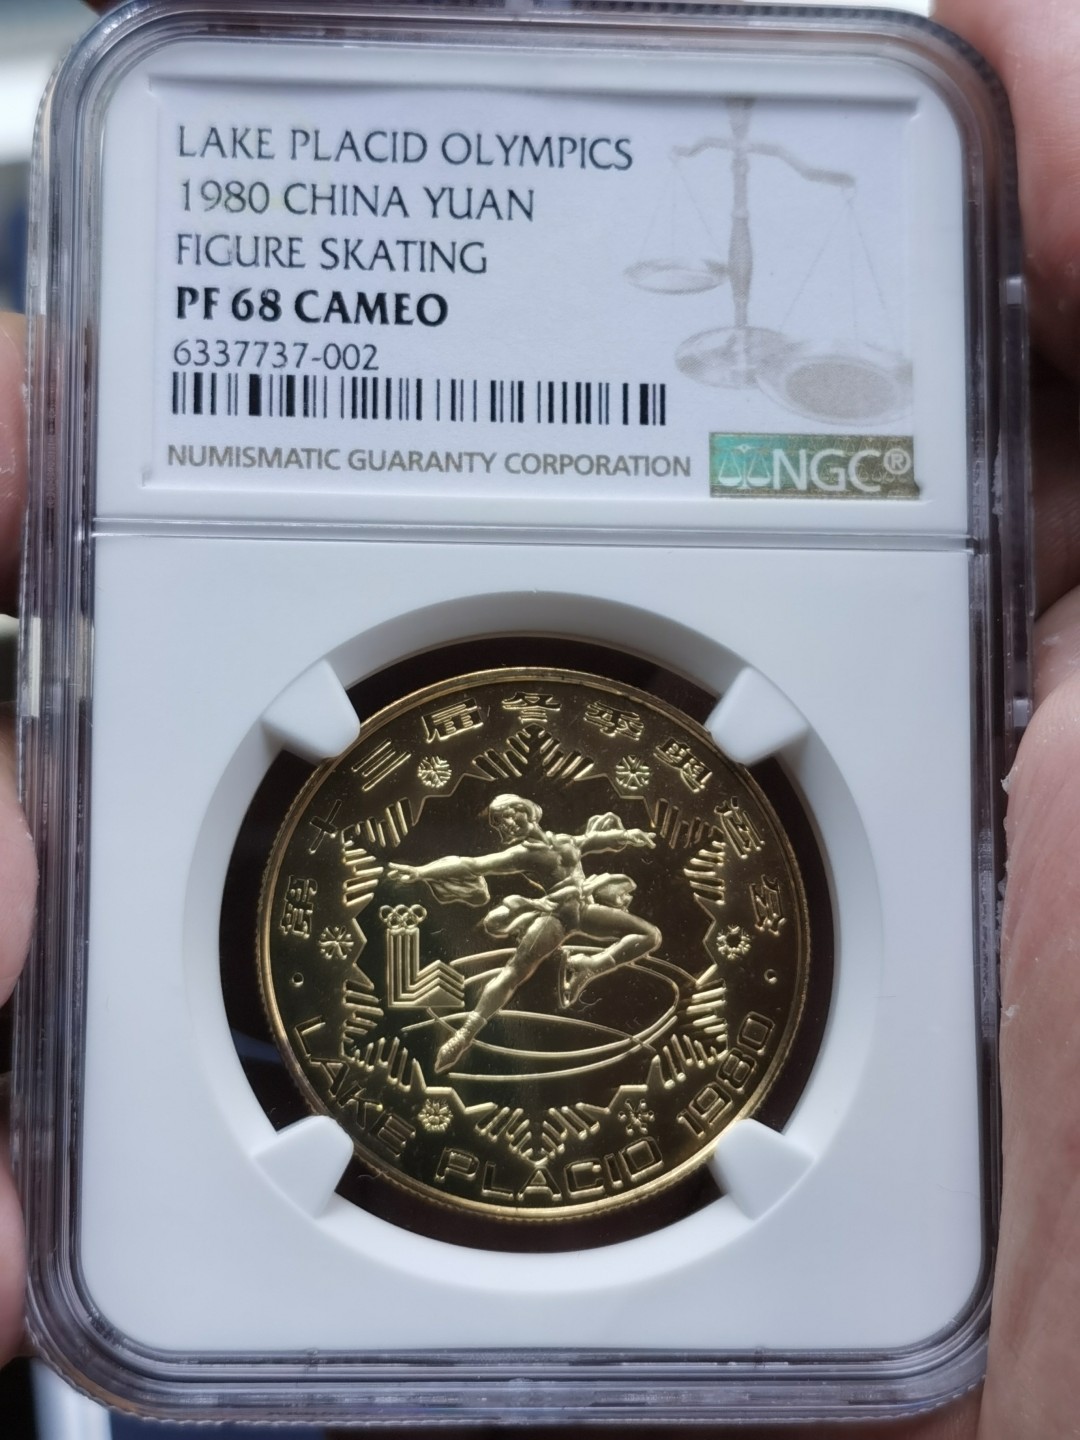 LAKE PLACID OLYMPICS
1980 CHINA YUAN
FIGURE SKATING
PF 68 CAMEO
6337737-002
NUMISMATIC GUARANTY CORPORATION
NGC®
第十三届冬季奥运会
LAKE PLACID 1980